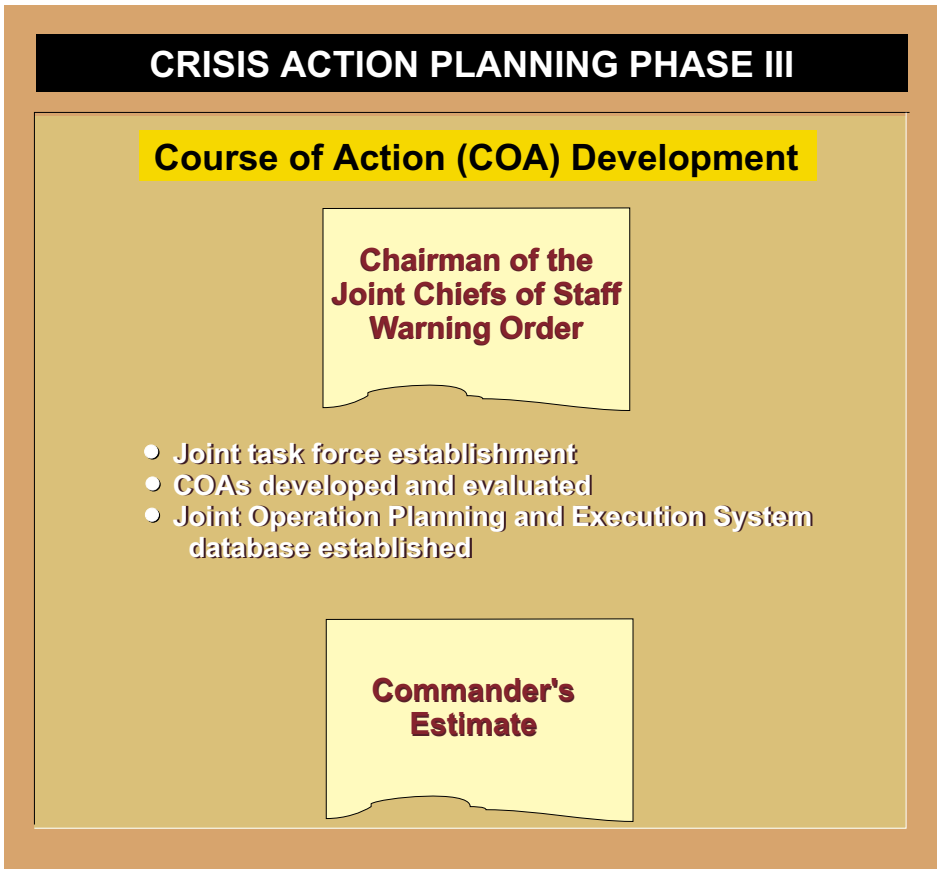 CRISIS ACTION PLANNING PHASE III
Course of Action (COA) Development
Chairman of the
Joint Chiefs of Staff
Warning Order
● Joint task force establishment
● COAs developed and evaluated
● Joint Operation Planning and Execution System
database established
Commander's
Estimate